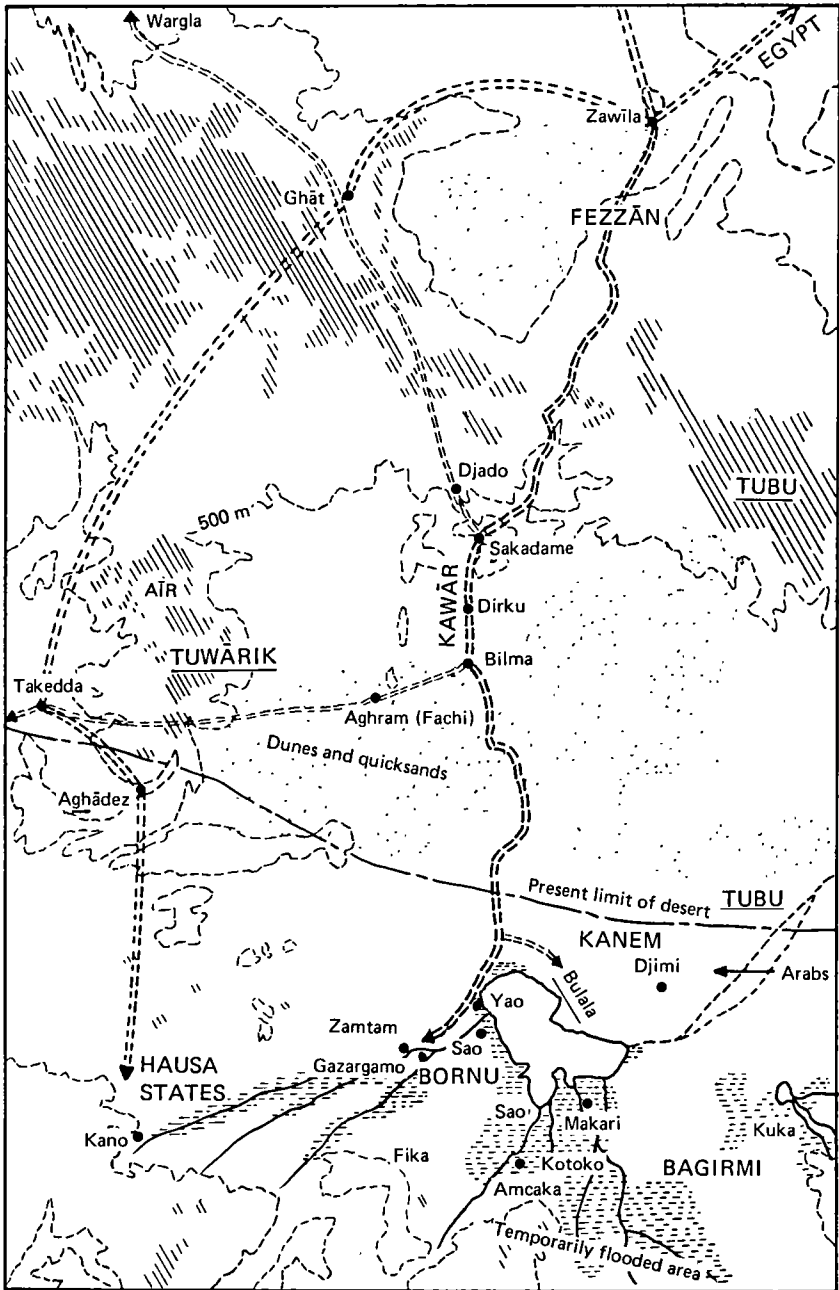 Wargla
EGYPT
Zawīla
Ghāt
FEZZĀN
Djado
TUBU
500 m
Sakadame
AĪR
KAWĀR
Dirku
TUWĀRIK
Bilma
Takedda
Aghram (Fachi)
Dunes and quicksands
Aghādez
Present limit of desert
TUBU
KANEM
Djimi
Arabs
Bulala
Yao
Zamtam
Sao
HAUSA
STATES
Gazargamo
BORNU
Sao
Makari
Kuka
Kano
Fika
Kotoko
BAGIRMI
Amcaka
Temporarily flooded area